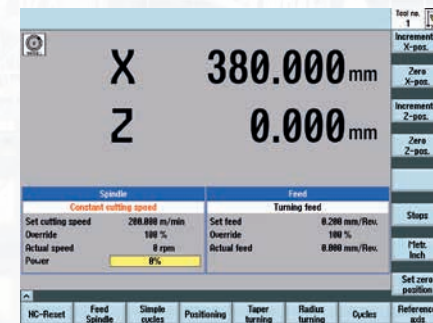 Tool no.
1
Increment
X-pos.
X 380.000 mm
Zero
X-pos.
Increment
Z-pos.
Z 0.000 mm
Zero
Z-pos.
Spindle
Constant cutting speed
Set cutting speed 200.000 m/min
Override 100 %
Actual speed 0 rpm
Power 0%
Feed
Turning feed
Set feed 0.200 mm/Rev.
Override 100 %
Actual feed 0.000 mm/Rev.
Stops
Metr.
Inch
Set zero
position
NC-Reset
Feed
Spindle
Simple
cycles
Positioning
Taper
turning
Radius
turning
Cycles
Reference
axis